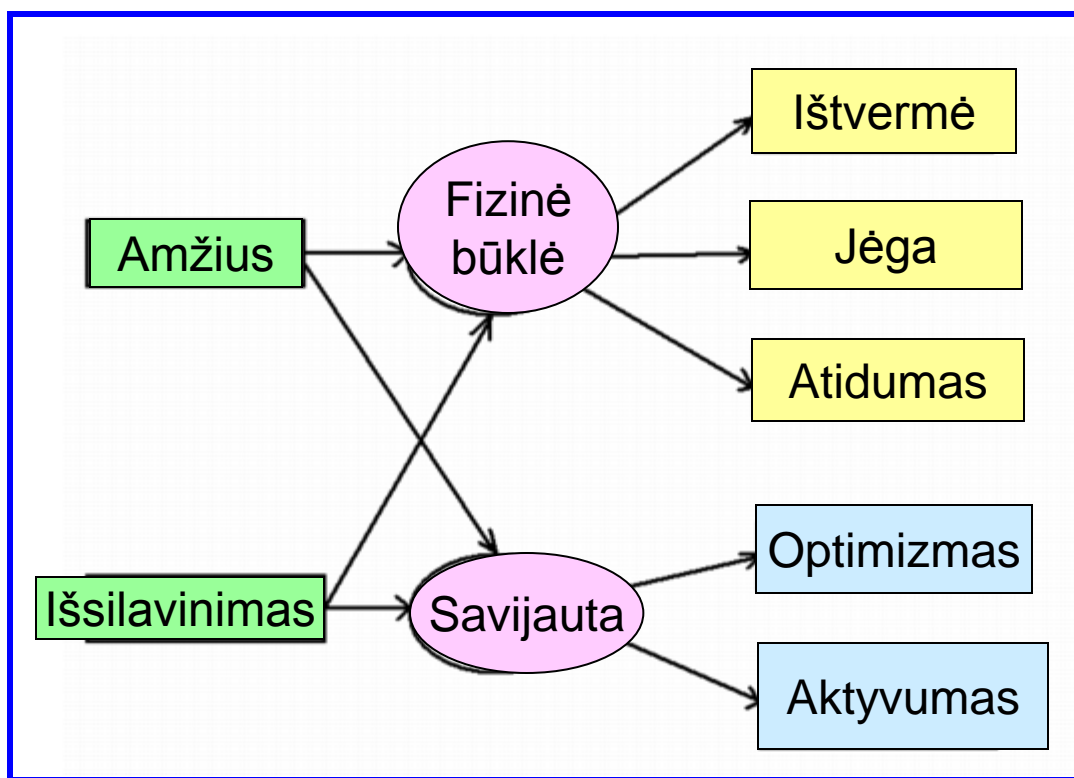 Ištvermė
Fizinė
būklė
Amžius
Jėga
Atidumas
Optimizmas
Išsilavinimas
Savijauta
Aktyvumas